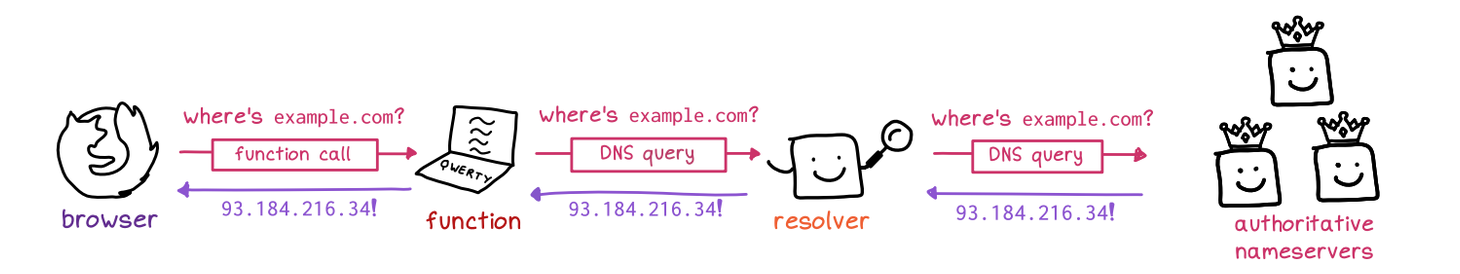 where's example.com?
function call
93.184.216.34!
browser
QWERTY
function
where's example.com?
DNS query
93.184.216.34!
resolver
where's example.com?
DNS query
93.184.216.34!
authoritative
nameservers